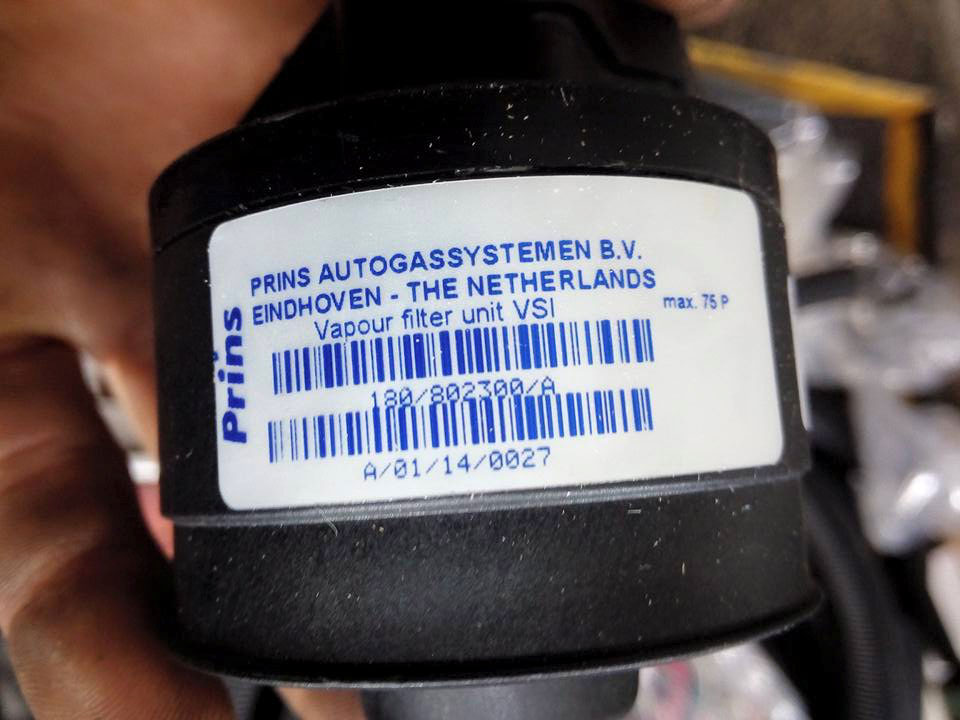 PRINS AUTOGASSYSTEMEN B.V.
EINDHOVEN - THE NETHERLANDS
Vapour filter unit VSI
max. 75 P
180/802300/A
A/01/14/0027
Prins